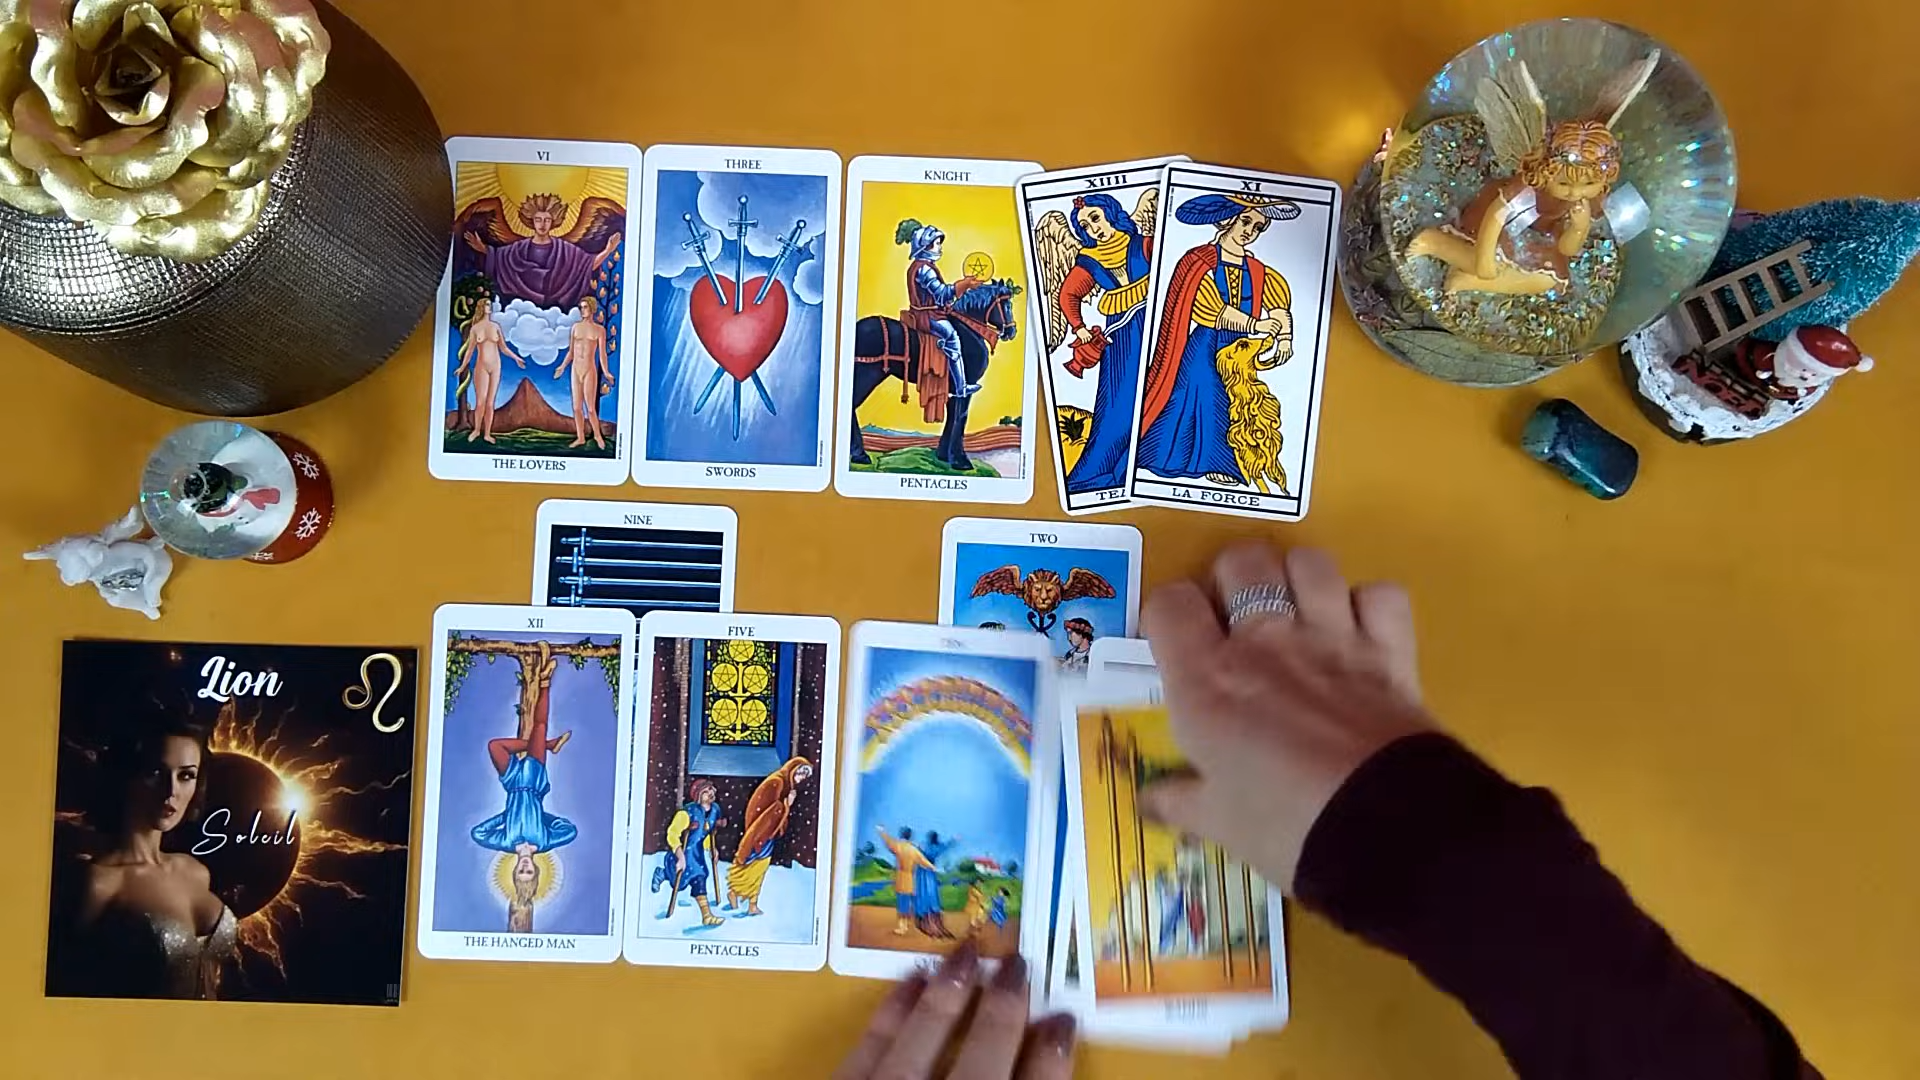 VI
THE LOVERS
THREE
SWORDS
KNIGHT
PENTACLES
XIIII
XI
LA FORCE
NINE
TWO
Lion
Soleil
XII
THE HANGED MAN
FIVE
PENTACLES